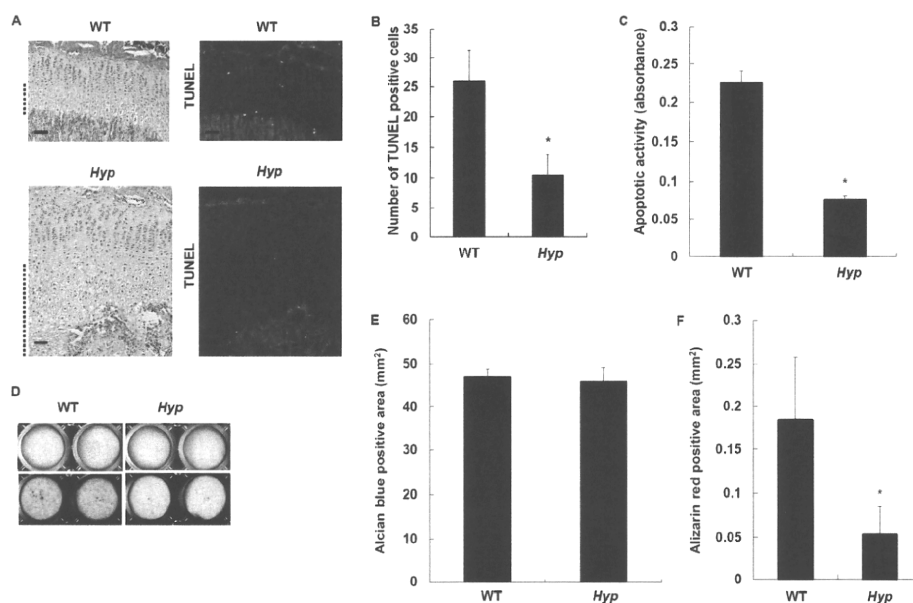 A
WT
WT
TUNEL
Hyp
Hyp
TUNEL
B
Number of TUNEL positive cells
35
30
25
20
15
10
5
0
*
WT
Hyp
C
Apoptotic activity (absorbance)
0.3
0.25
0.2
0.15
0.1
0.05
0
*
WT
Hyp
D
WT
Hyp
E
Alcian blue positive area (mm²)
60
50
40
30
20
10
0
WT
Hyp
F
Alizarin red positive area (mm²)
0.3
0.2
0.15
0.1
0.05
0
*
WT
Hyp